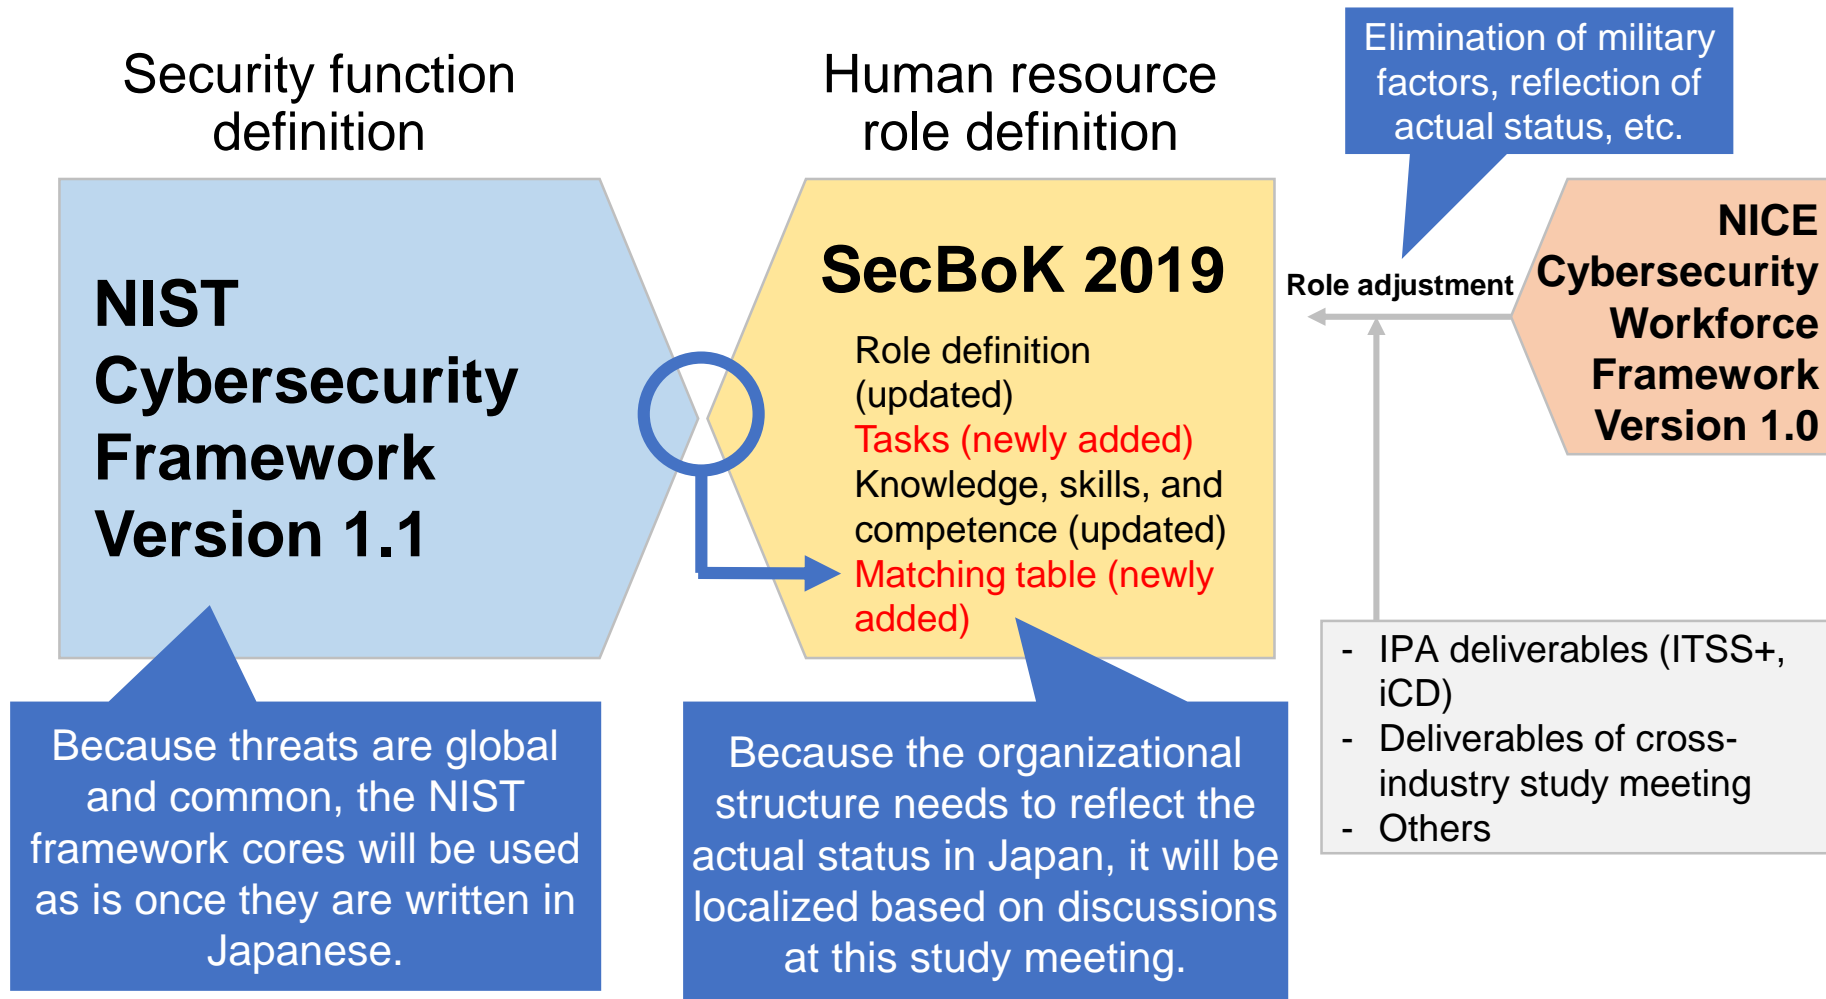 Security function
definition
Human resource
role definition
Elimination of military
factors, reflection of
actual status, etc.
NIST
Cybersecurity
Framework
Version 1.1
SecBoK 2019
Role definition
(updated)
Tasks (newly added)
Knowledge, skills, and
competence (updated)
Matching table (newly
added)
Role adjustment
NICE
Cybersecurity
Workforce
Framework
Version 1.0
- IPA deliverables (ITSS+,
iCD)
- Deliverables of cross-
industry study meeting
- Others
Because threats are global
and common, the NIST
framework cores will be used
as is once they are written in
Japanese.
Because the organizational
structure needs to reflect the
actual status in Japan, it will be
localized based on discussions
at this study meeting.